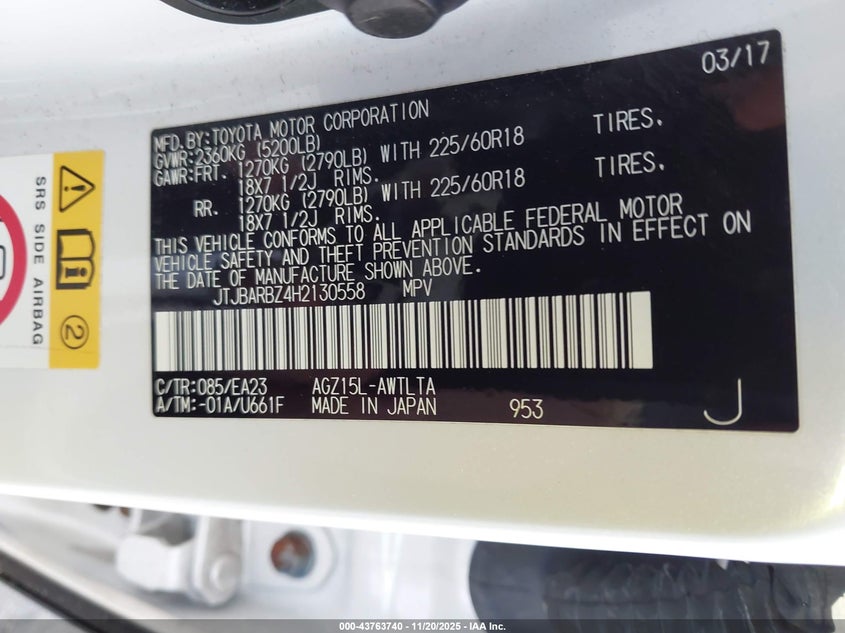 03/17
MFD.BY:TOYOTA MOTOR CORPORATION
GVWR:2360KG (5200LB)
GAWR:FRT. 1270KG (2790LB) WITH 225/60R18 TIRES.
18X7 1/2J RIMS.
RR. 1270KG (2790LB) WITH 225/60R18 TIRES.
18X7 1/2J RIMS.
THIS VEHICLE CONFORMS TO ALL APPLICABLE FEDERAL MOTOR
VEHICLE SAFETY AND THEFT PREVENTION STANDARDS IN EFFECT ON
THE DATE OF MANUFACTURE SHOWN ABOVE.
JTJBARBZ4H2130558 MPV
C/TR:085/EA23 AGZ15L-AWTLTA
A/TM:-01A/U661F MADE IN JAPAN 953
J
SRS SIDE AIRBAG
2
000-43763740 - 11/20/2025 - IAA Inc.